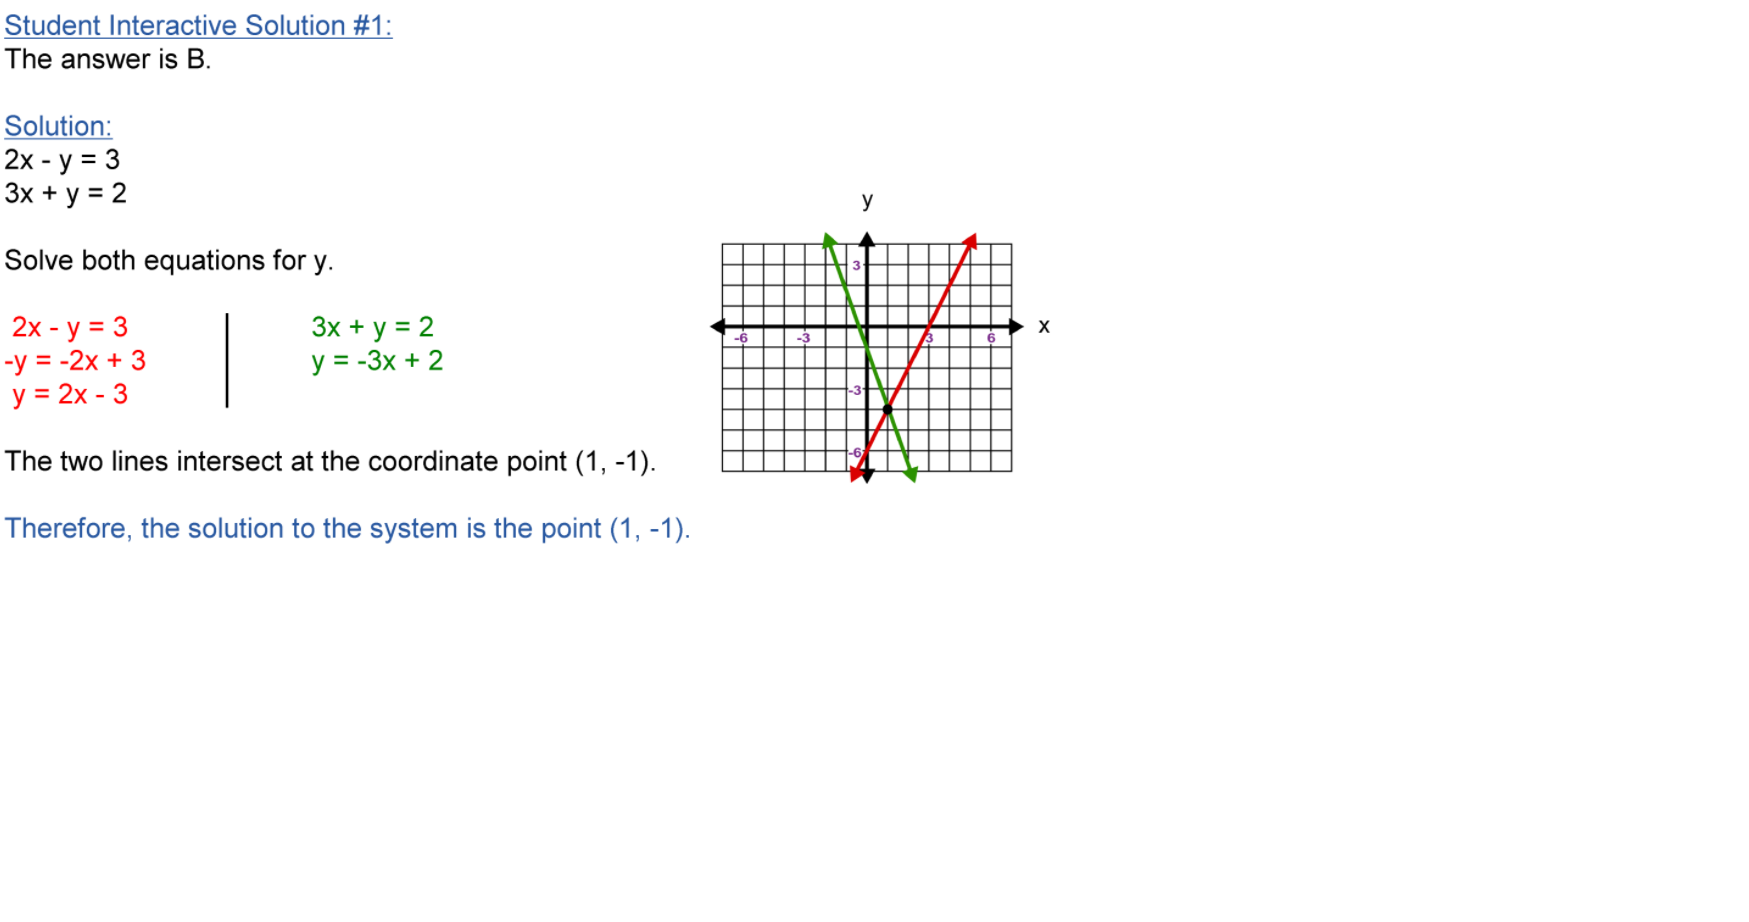 Student Interactive Solution #1:
The answer is B.
Solution:
2x - y = 3
3x + y = 2
Solve both equations for y.
2x - y = 3
-y = -2x + 3
y = 2x - 3
3x + y = 2
y = -3x + 2
The two lines intersect at the coordinate point (1, -1).
Therefore, the solution to the system is the point (1, -1).
y
3
x
-6 -3 3 6
-3
-6